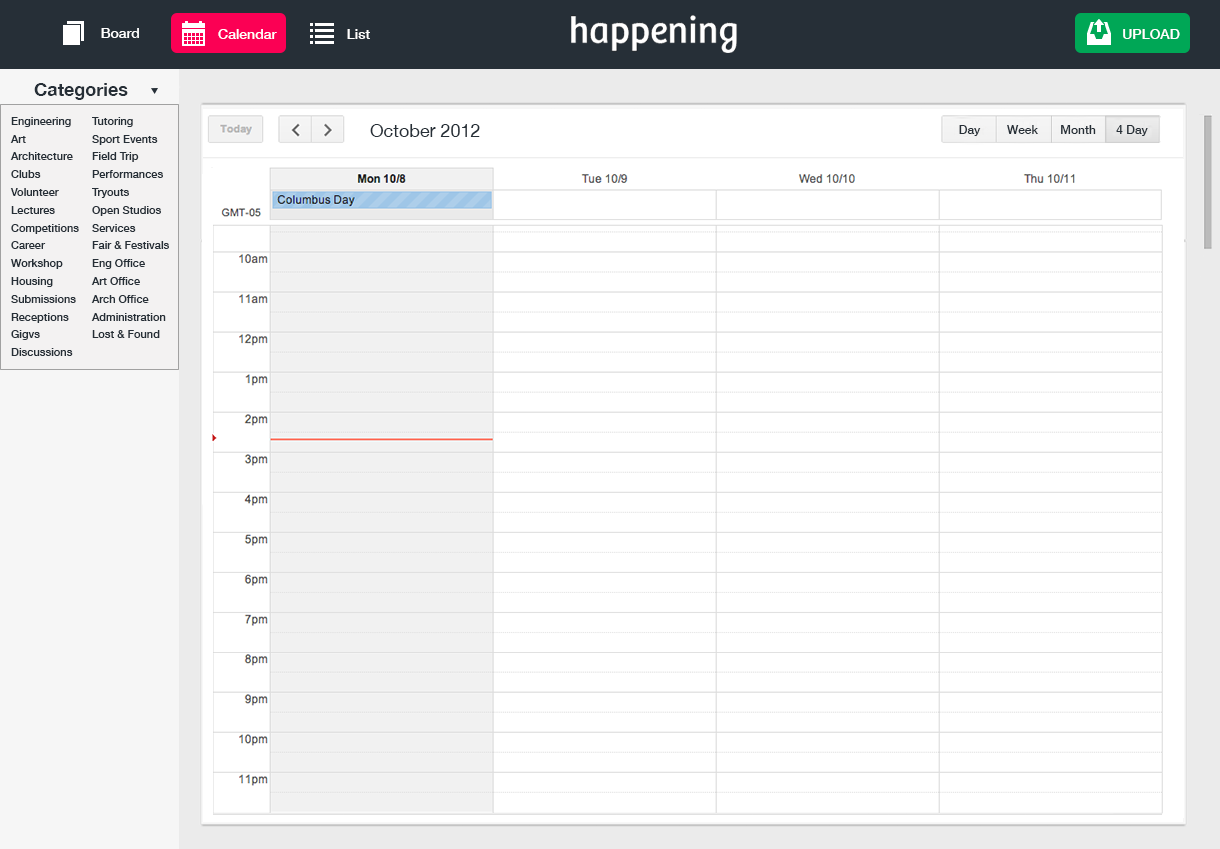 Board
Calendar
List
happening
UPLOAD
Categories
Engineering
Art
Architecture
Clubs
Volunteer
Lectures
Competitions
Career
Workshop
Housing
Submissions
Receptions
Gigvs
Discussions
Tutoring
Sport Events
Field Trip
Performances
Tryouts
Open Studios
Services
Fair & Festivals
Eng Office
Art Office
Arch Office
Administration
Lost & Found
Today
October 2012
Day
Week
Month
4 Day
Mon 10/8
Tue 10/9
Wed 10/10
Thu 10/11
Columbus Day
GMT-05
10am
11am
12pm
1pm
2pm
3pm
4pm
5pm
6pm
7pm
8pm
9pm
10pm
11pm